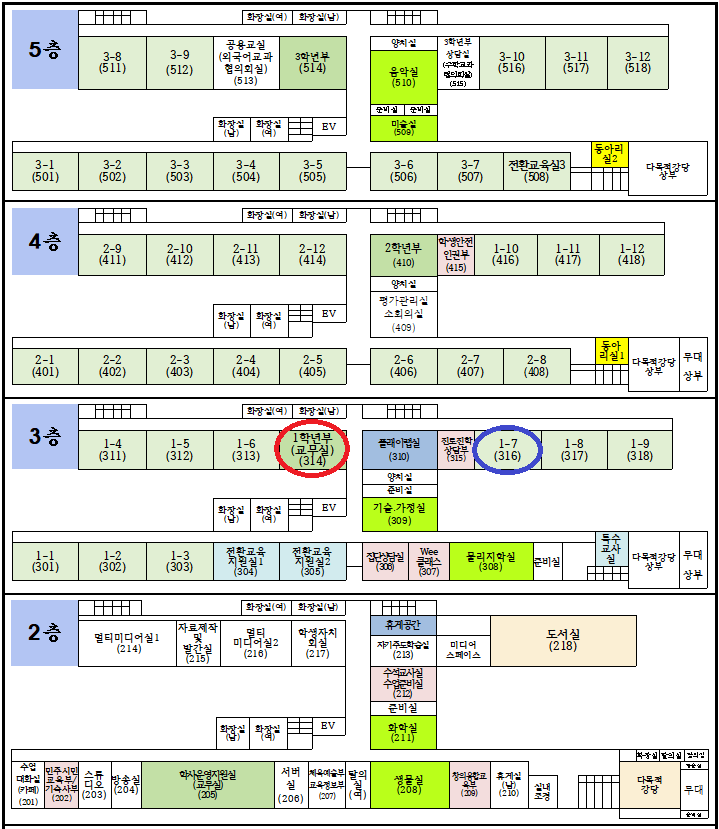 5층
화장실(여) 화장실(남)
3-8
(511)
3-9
(512)
공용교실
(외국어교과
협의회실)
(513)
3학년부
(514)
양치실
음악실
(510)
준비실 준비실
미술실
(509)
3학년부
상담실
(수학교과
협의회실)
(515)
3-10
(516)
3-11
(517)
3-12
(518)
화장실
(남)
화장실
(여)
EV
3-1
(501)
3-2
(502)
3-3
(503)
3-4
(504)
3-5
(505)
3-6
(506)
3-7
(507)
전환교육실3
(508)
동아리
실2
다목적강당
상부
4층
화장실(여) 화장실(남)
2-9
(411)
2-10
(412)
2-11
(413)
2-12
(414)
2학년부
(410)
학생안전
인권부
(415)
1-10
(416)
1-11
(417)
1-12
(418)
양치실
평가관리실
소회의실
(409)
화장실
(남)
화장실
(여)
EV
2-1
(401)
2-2
(402)
2-3
(403)
2-4
(404)
2-5
(405)
2-6
(406)
2-7
(407)
2-8
(408)
동아
리실1
다목적강당
상부
무대
상부
3층
화장실(여) 화장실(남)
1-4
(311)
1-5
(312)
1-6
(313)
1학년부
(교무실)
(314)
플레이랩실
(310)
진로진학
상담부
(315)
1-7
(316)
1-8
(317)
1-9
(318)
양치실
준비실
기술.가정실
(309)
화장실
(남)
화장실
(여)
EV
1-1
(301)
1-2
(302)
1-3
(303)
전환교육
지원실1
(304)
전환교육
지원실2
(305)
집단상담실
(306)
Wee
클래스
(307)
물리지학실
(308)
준비실
특수
교사
실
다목적강당
상부
무대
상부
2층
화장실(여) 화장실(남)
멀티미디어실1
(214)
자료제작
및
발간실
(215)
멀티
미디어실2
(216)
학생자치
회실
(217)
휴게공간
자기주도학습실
(213)
미디어
스페이스
도서실
(218)
수석교사실
수업준비실
(212)
준비실
화학실
(211)
화장실
(남)
화장실
(여)
EV
수업
대화실
(카페)
(201)
민주시민
교육부/
기숙사부
(202)
스튜
디오
(203)
방송실
(204)
학사운영지원실
(교무실)
(205)
서버
실
(206)
체육예술부
교육정보부
(207)
탈의
실
(여)
생물실
(208)
창의융합교
육부
(209)
휴게실
(남)
(210)
실내
조경
화장실 탈의실
다목적
강당
무대